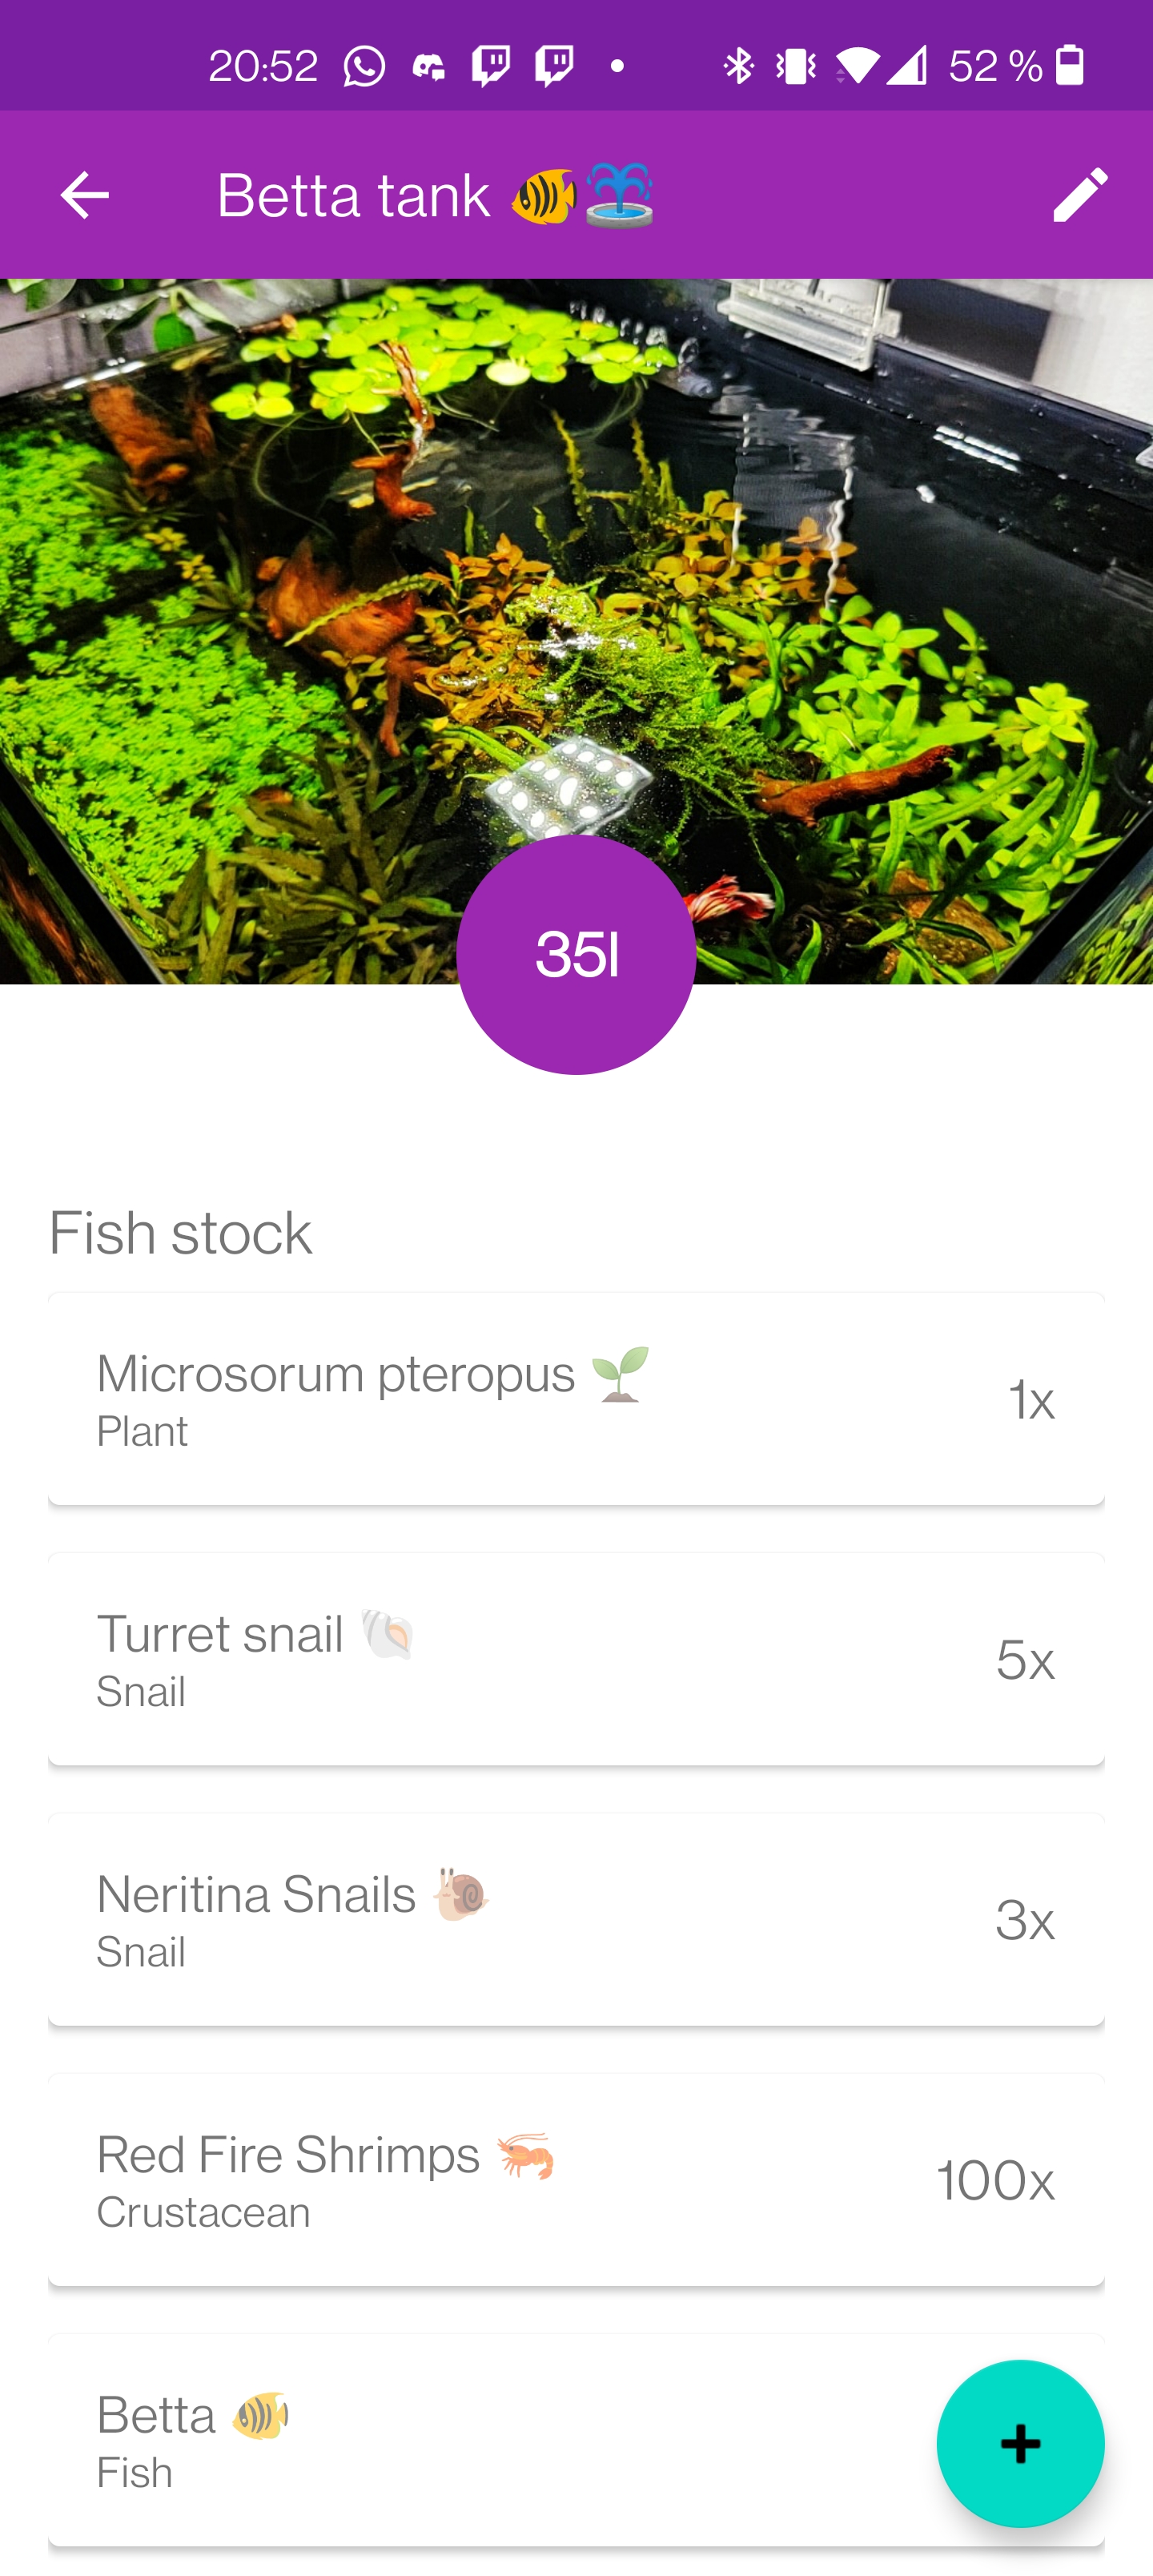 20:52 52 %
Betta tank 🐠⛲
35l
Fish stock
Microsorum pteropus 🌱
Plant
1x
Turret snail 🐚
Snail
5x
Neritina Snails 🐌
Snail
3x
Red Fire Shrimps 🦐
Crustacean
100x
Betta 🐠
Fish
+